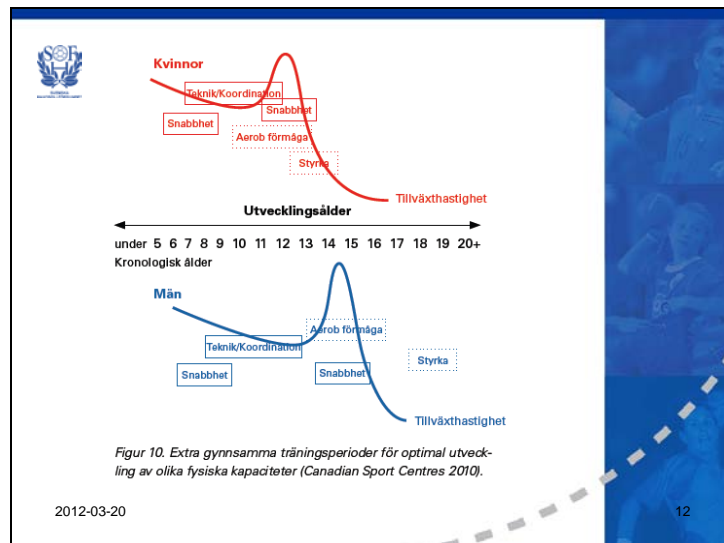 SOF
Kvinnor
Teknik/Koordination
Snabbhet
Snabbhet
Aerob förmåga
Styrka
Tillväxthastighet
Utvecklingsålder
under 5 6 7 8 9 10 11 12 13 14 15 16 17 18 19 20+
Kronologisk ålder
Män
Aerob förmåga
Teknik/Koordination
Styrka
Snabbhet
Snabbhet
Tillväxthastighet
Figur 10. Extra gynnsamma träningsperioder för optimal utveck-
ling av olika fysiska kapaciteter (Canadian Sport Centres 2010).
2012-03-20
12